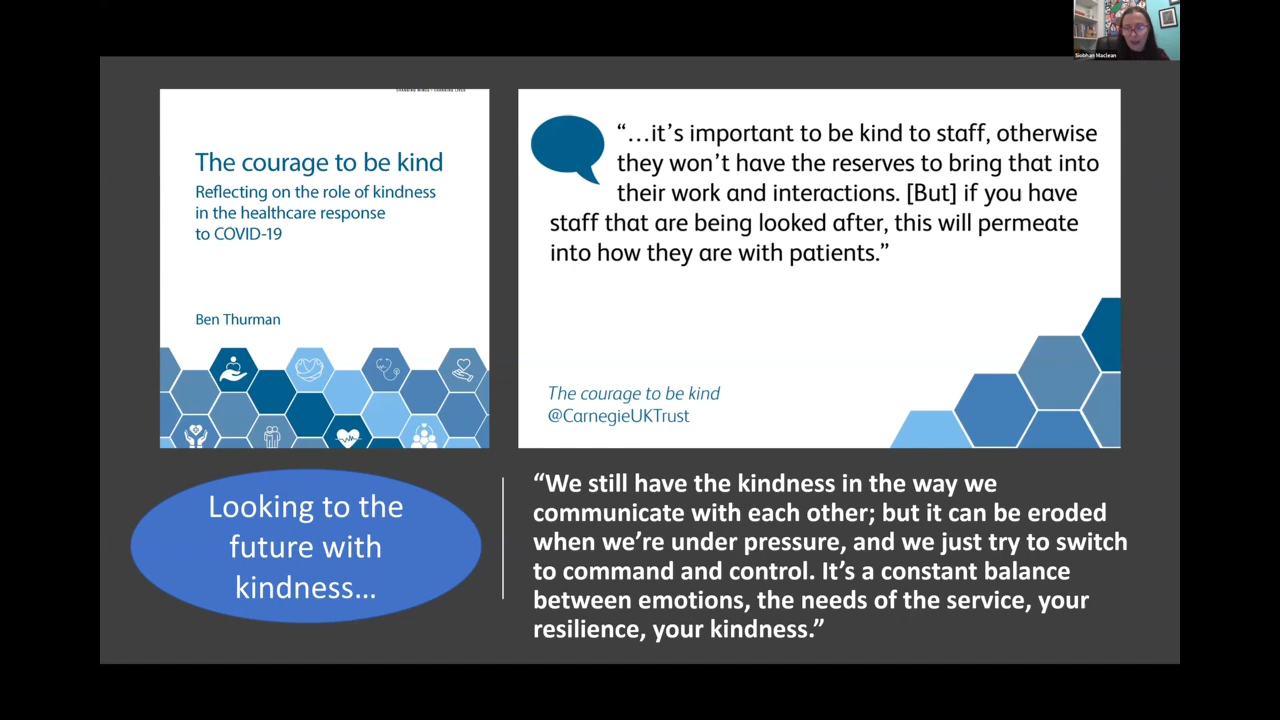 Siobhan Maclean
CHANGING MINDS • CHANGING LIVES
The courage to be kind
Reflecting on the role of kindness
in the healthcare response
to COVID-19
Ben Thurman
“…it’s important to be kind to staff, otherwise
they won’t have the reserves to bring that into
their work and interactions. [But] if you have
staff that are being looked after, this will permeate
into how they are with patients.”
The courage to be kind
@CarnegieUKTrust
Looking to the
future with
kindness…
“We still have the kindness in the way we
communicate with each other; but it can be eroded
when we’re under pressure, and we just try to switch
to command and control. It’s a constant balance
between emotions, the needs of the service, your
resilience, your kindness.”